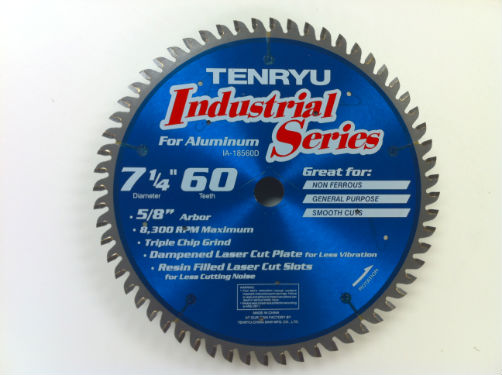 TENRYU
Industrial
Series
For Aluminum
IA-18560D
7 1/4" 60
Diameter Teeth
Great for:
NON FERROUS
GENERAL PURPOSE
SMOOTH CUTS
• 5/8" Arbor
• 8,300 RPM Maximum
• Triple Chip Grind
• Dampened Laser Cut Plate for Less Vibration
• Resin Filled Laser Cut Slots
for Less Cutting Noise
ROTATION
WARNING
MADE IN CHINA